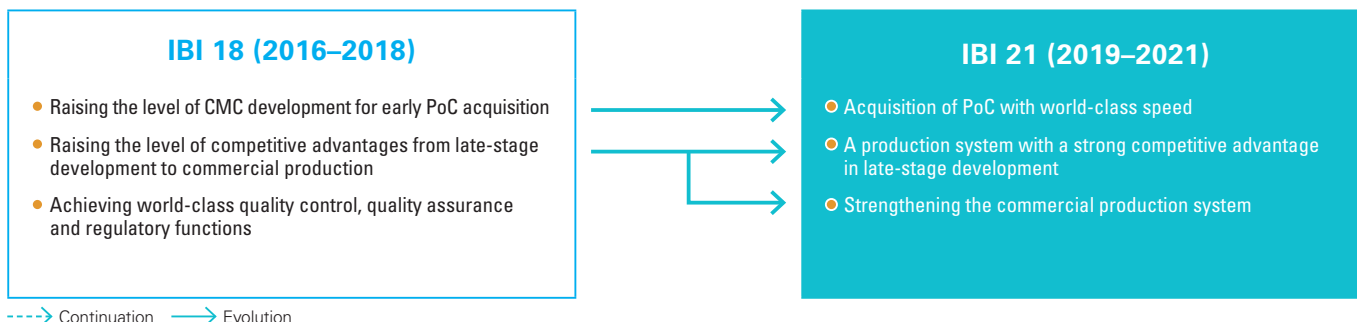 IBI 18 (2016–2018)
• Raising the level of CMC development for early PoC acquisition
• Raising the level of competitive advantages from late-stage
development to commercial production
• Achieving world-class quality control, quality assurance
and regulatory functions
IBI 21 (2019–2021)
• Acquisition of PoC with world-class speed
• A production system with a strong competitive advantage
in late-stage development
• Strengthening the commercial production system
Continuation Evolution